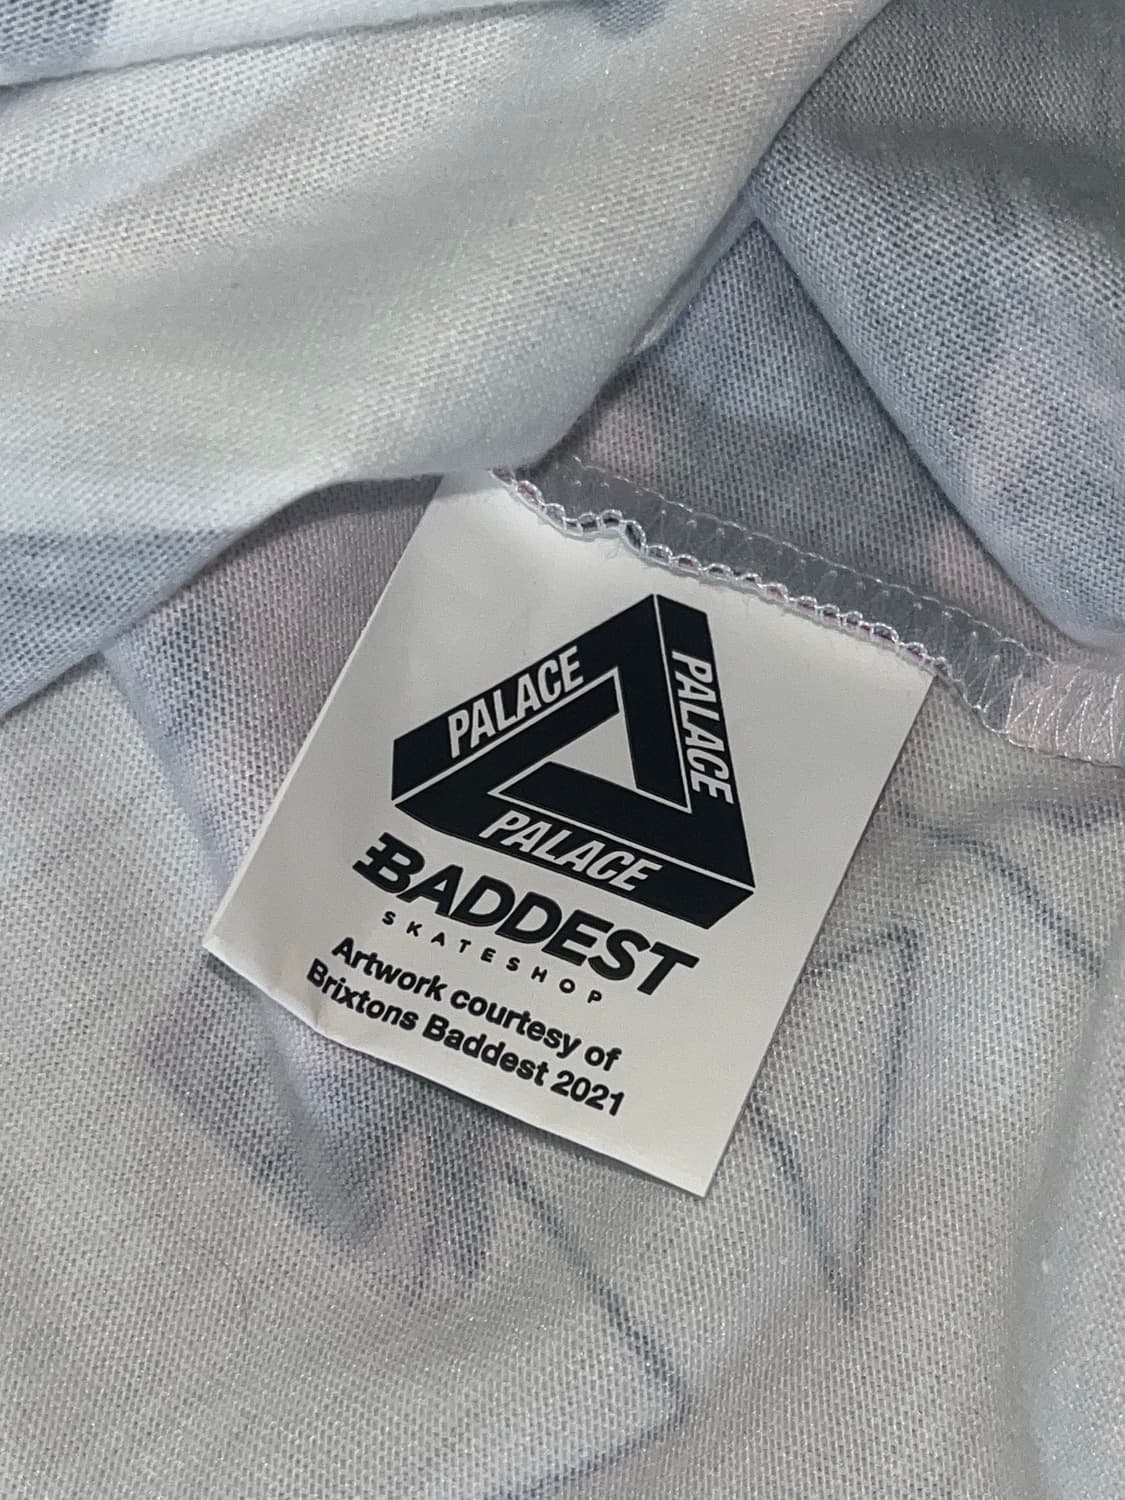 PALACE
PALACE
PALACE
BADDEST
SKATESHOP
Artwork courtesy of
Brixtons Baddest 2021